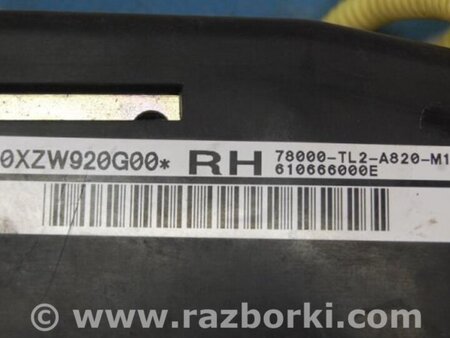 0XZW920G00* RH 78000-TL2-A820-M1
610666000E
© www.razborki.com